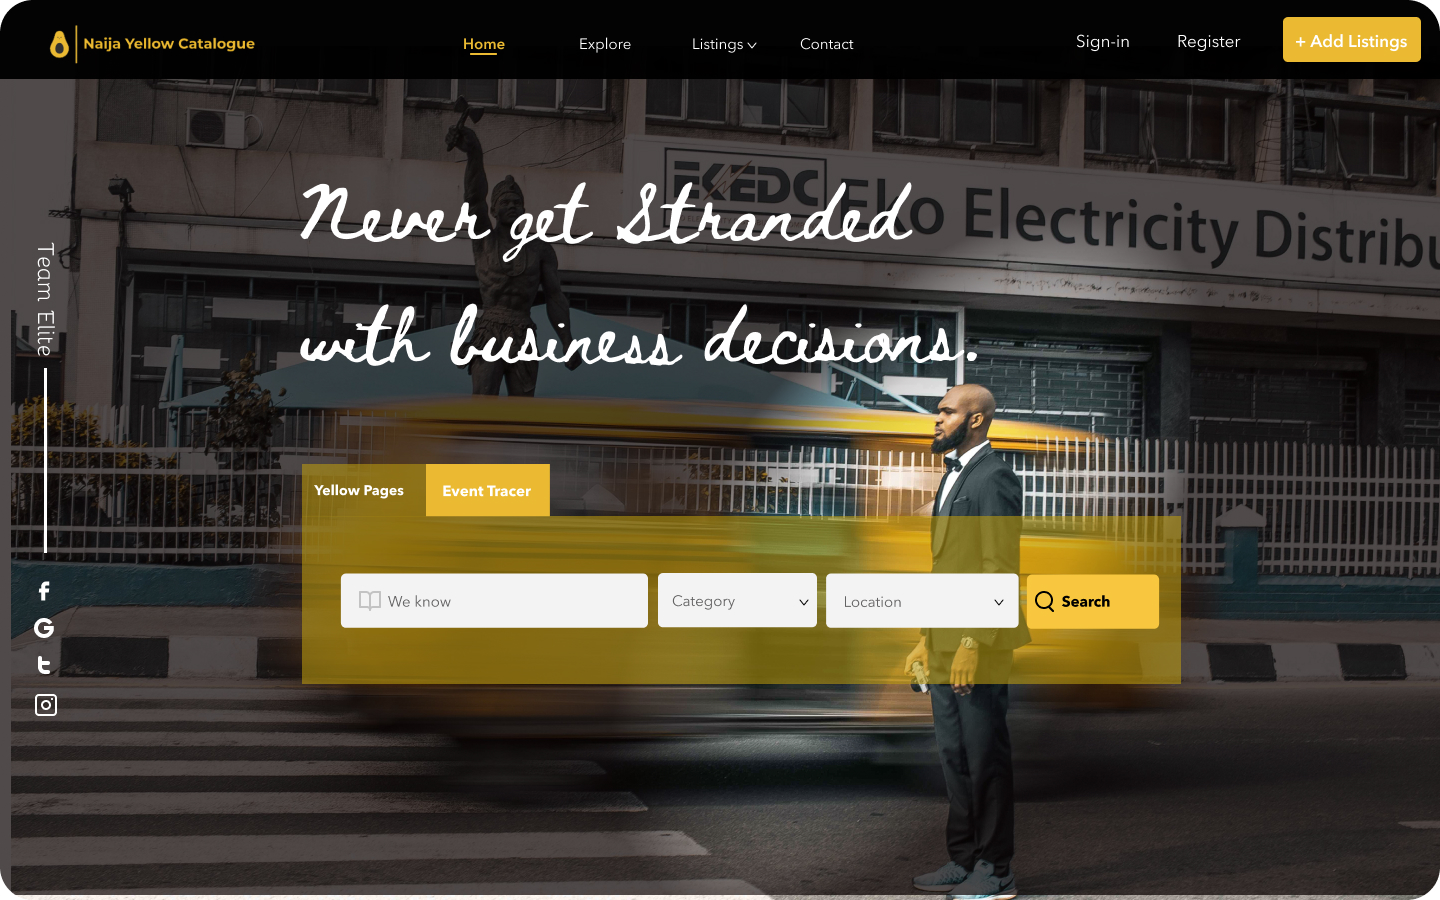 Naija Yellow Catalogue
Home
Explore
Listings
Contact
Sign-in
Register
+ Add Listings
EKEDC Eko Electricity Distribu
Never get Stranded
with business decisions.
Team Elite
Yellow Pages
Event Tracer
We know
Category
Location
Search